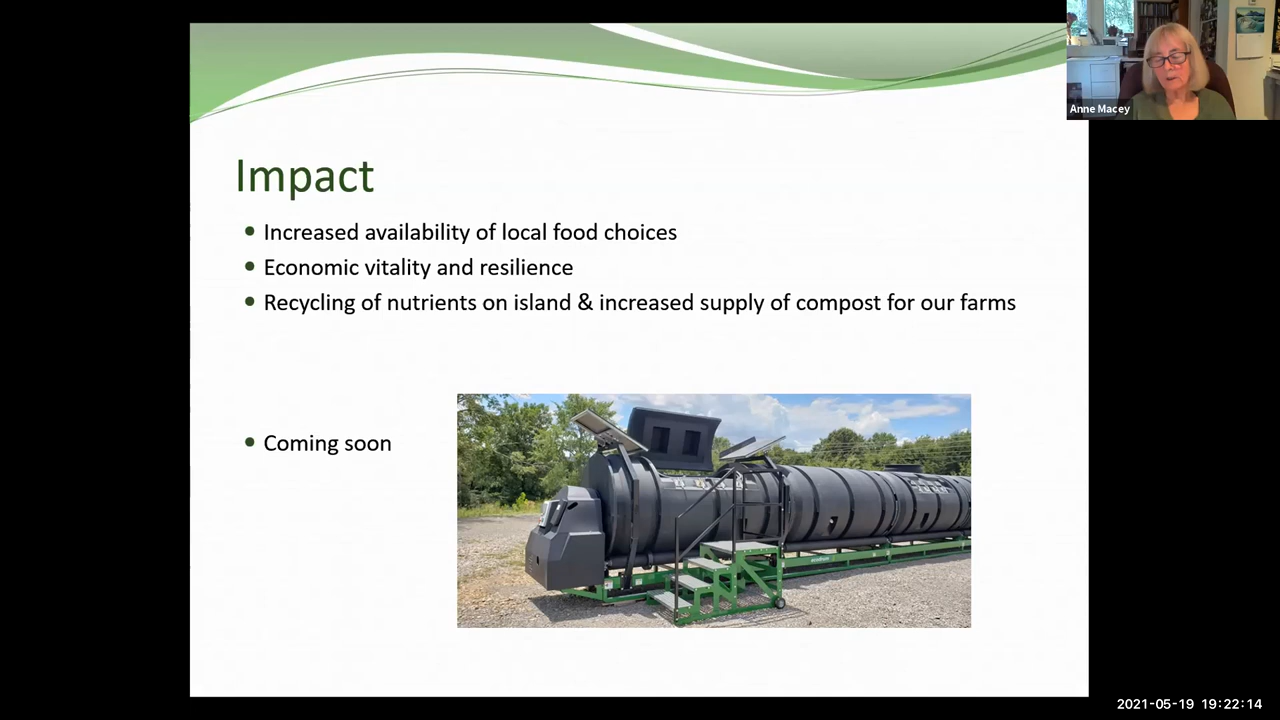 Anne Macey
Impact
Increased availability of local food choices
Economic vitality and resilience
Recycling of nutrients on island & increased supply of compost for our farms
Coming soon
2021-05-19 19:22:14